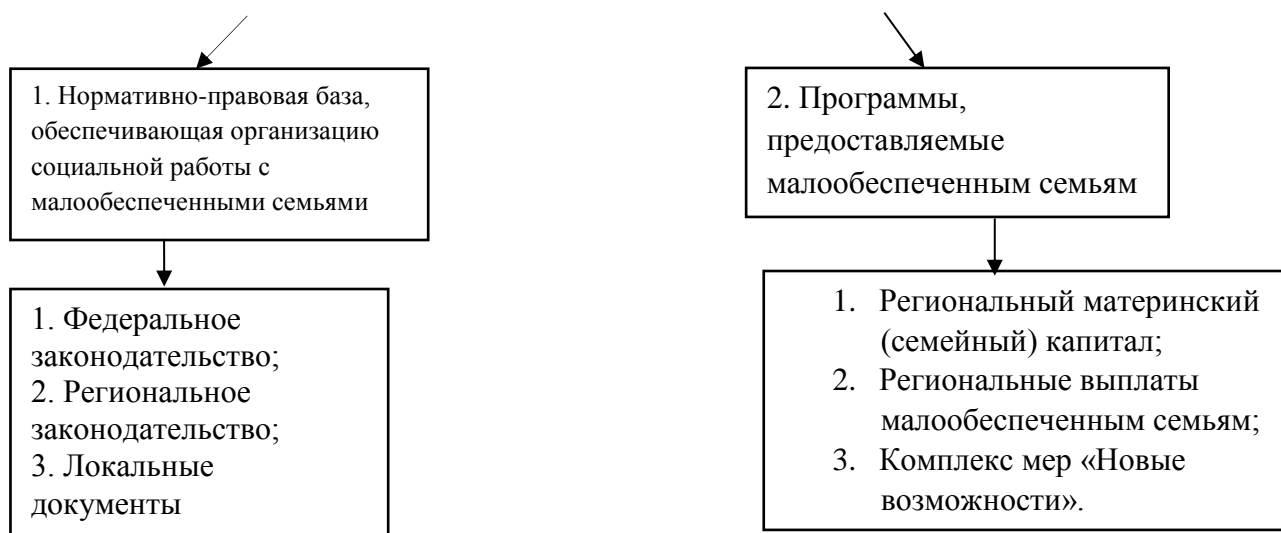 1. Нормативно-правовая база,
обеспечивающая организацию
социальной работы с
малообеспеченными семьями
2. Программы,
предоставляемые
малообеспеченным семьям
1. Федеральное
законодательство;
2. Региональное
законодательство;
3. Локальные
документы
1. Региональный материнский
(семейный) капитал;
2. Региональные выплаты
малообеспеченным семьям;
3. Комплекс мер «Новые
возможности».